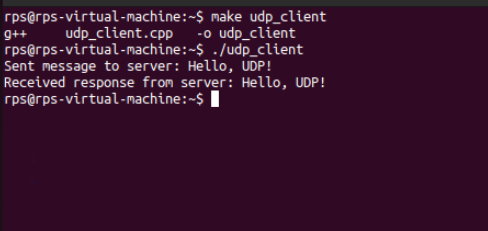 rps@rps-virtual-machine:~$ make udp_client
g++     udp_client.cpp   -o udp_client
rps@rps-virtual-machine:~$ ./udp_client
Sent message to server: Hello, UDP!
Received response from server: Hello, UDP!
rps@rps-virtual-machine:~$